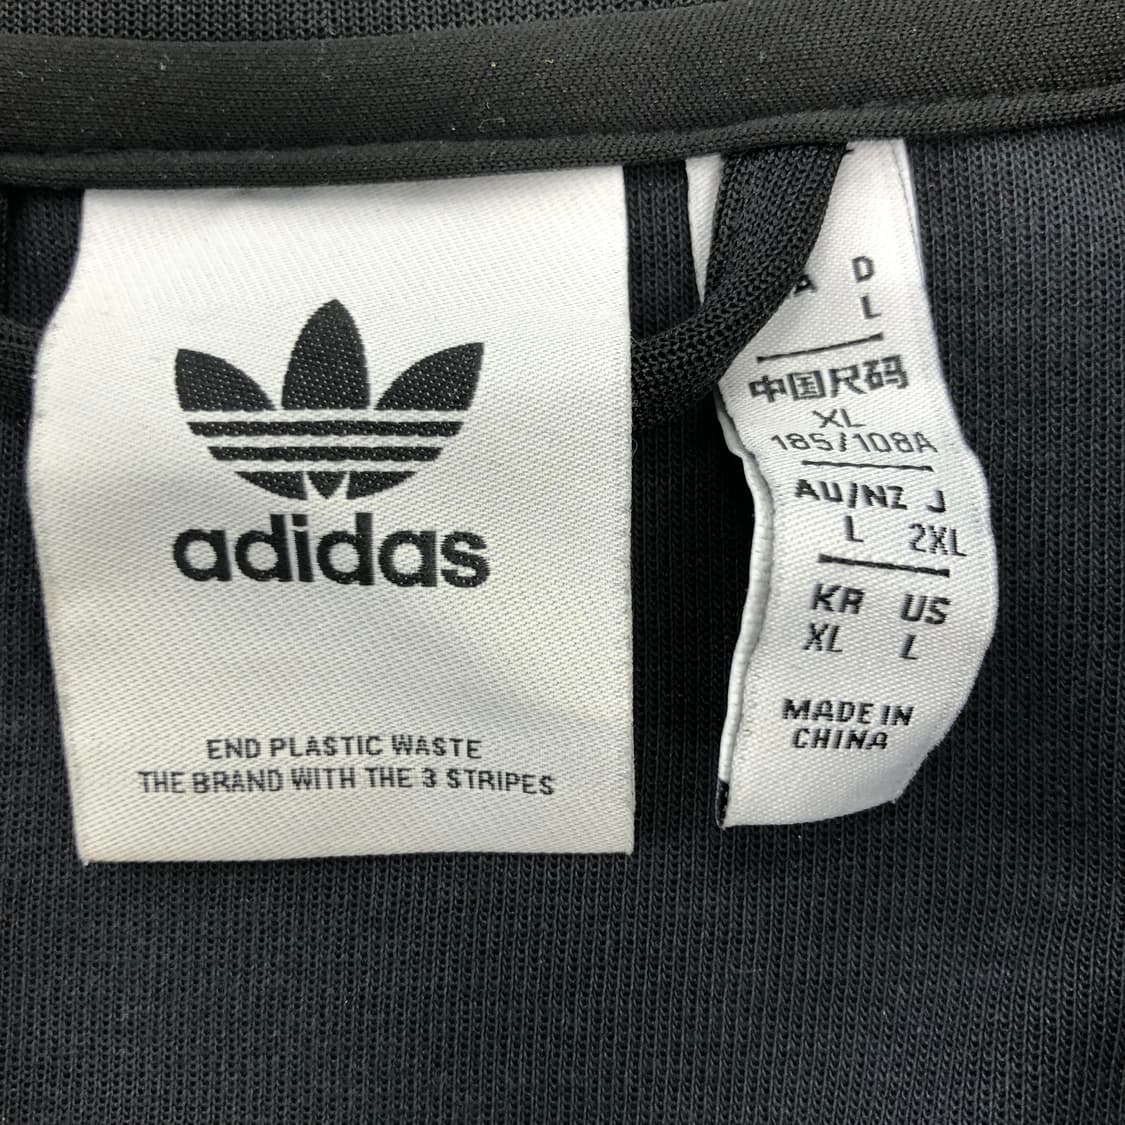 adidas
END PLASTIC WASTE
THE BRAND WITH THE 3 STRIPES
D
L
中国尺码
XL
185/108A
AU/NZ J
L 2XL
KR US
XL L
MADE IN
CHINA